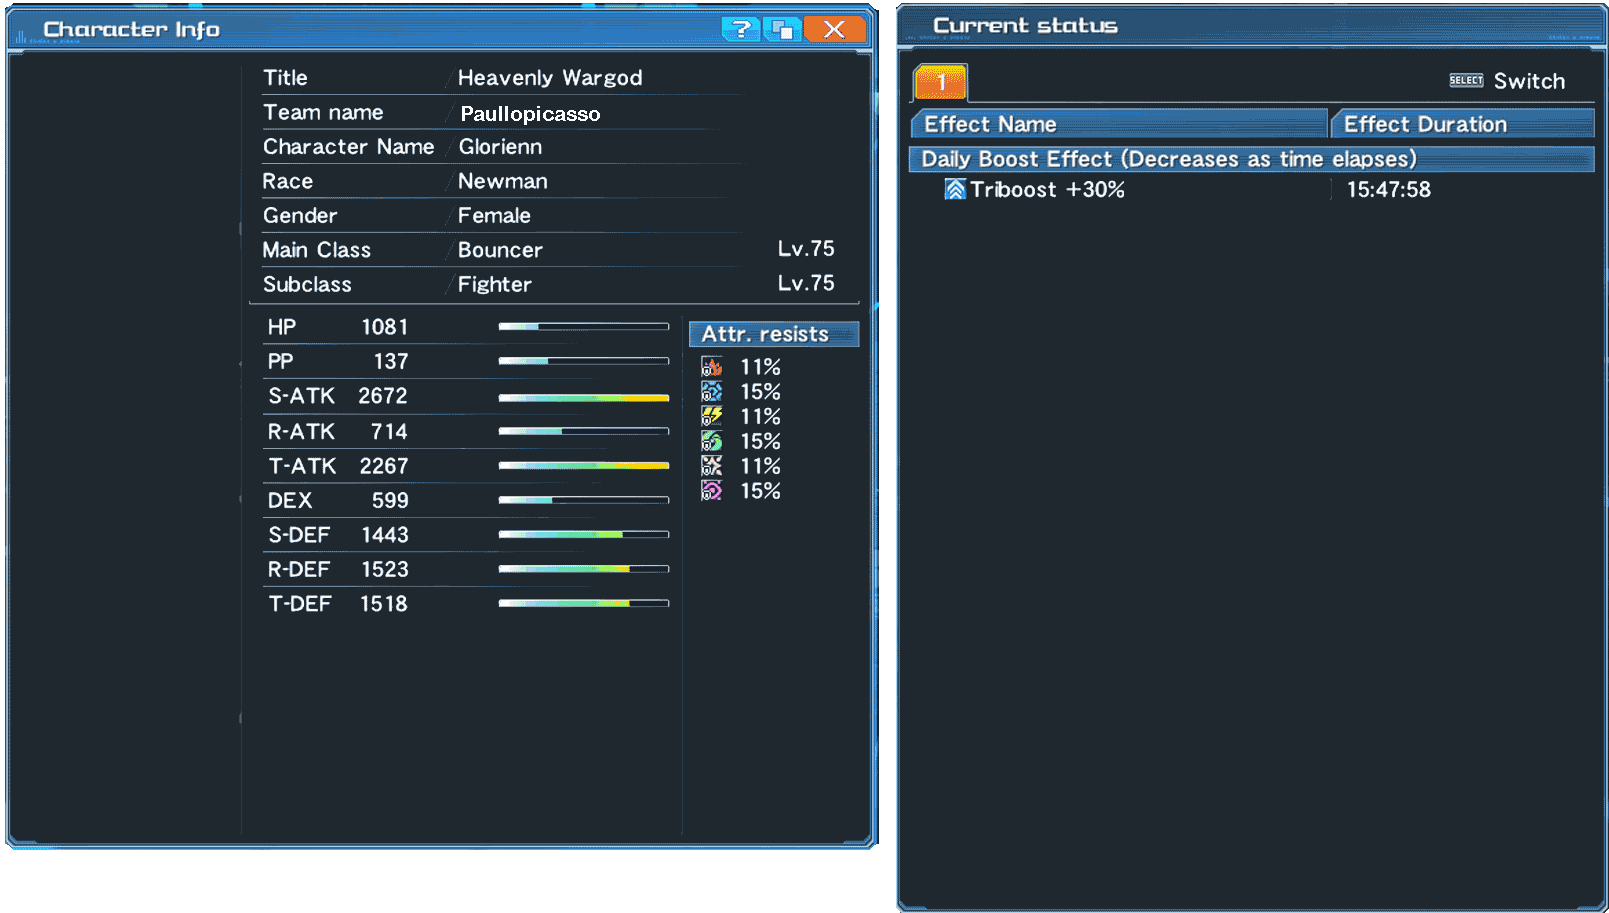 Character Info
?
Title / Heavenly Wargod
Team name / Paullopicasso
Character Name / Glorienn
Race / Newman
Gender / Female
Main Class / Bouncer Lv.75
Subclass / Fighter Lv.75
HP 1081
PP 137
S-ATK 2672
R-ATK 714
T-ATK 2267
DEX 599
S-DEF 1443
R-DEF 1523
T-DEF 1518
Attr. resists
11%
15%
11%
15%
11%
15%
Current status
1
SELECT Switch
Effect Name Effect Duration
Daily Boost Effect (Decreases as time elapses)
Triboost +30% 15:47:58